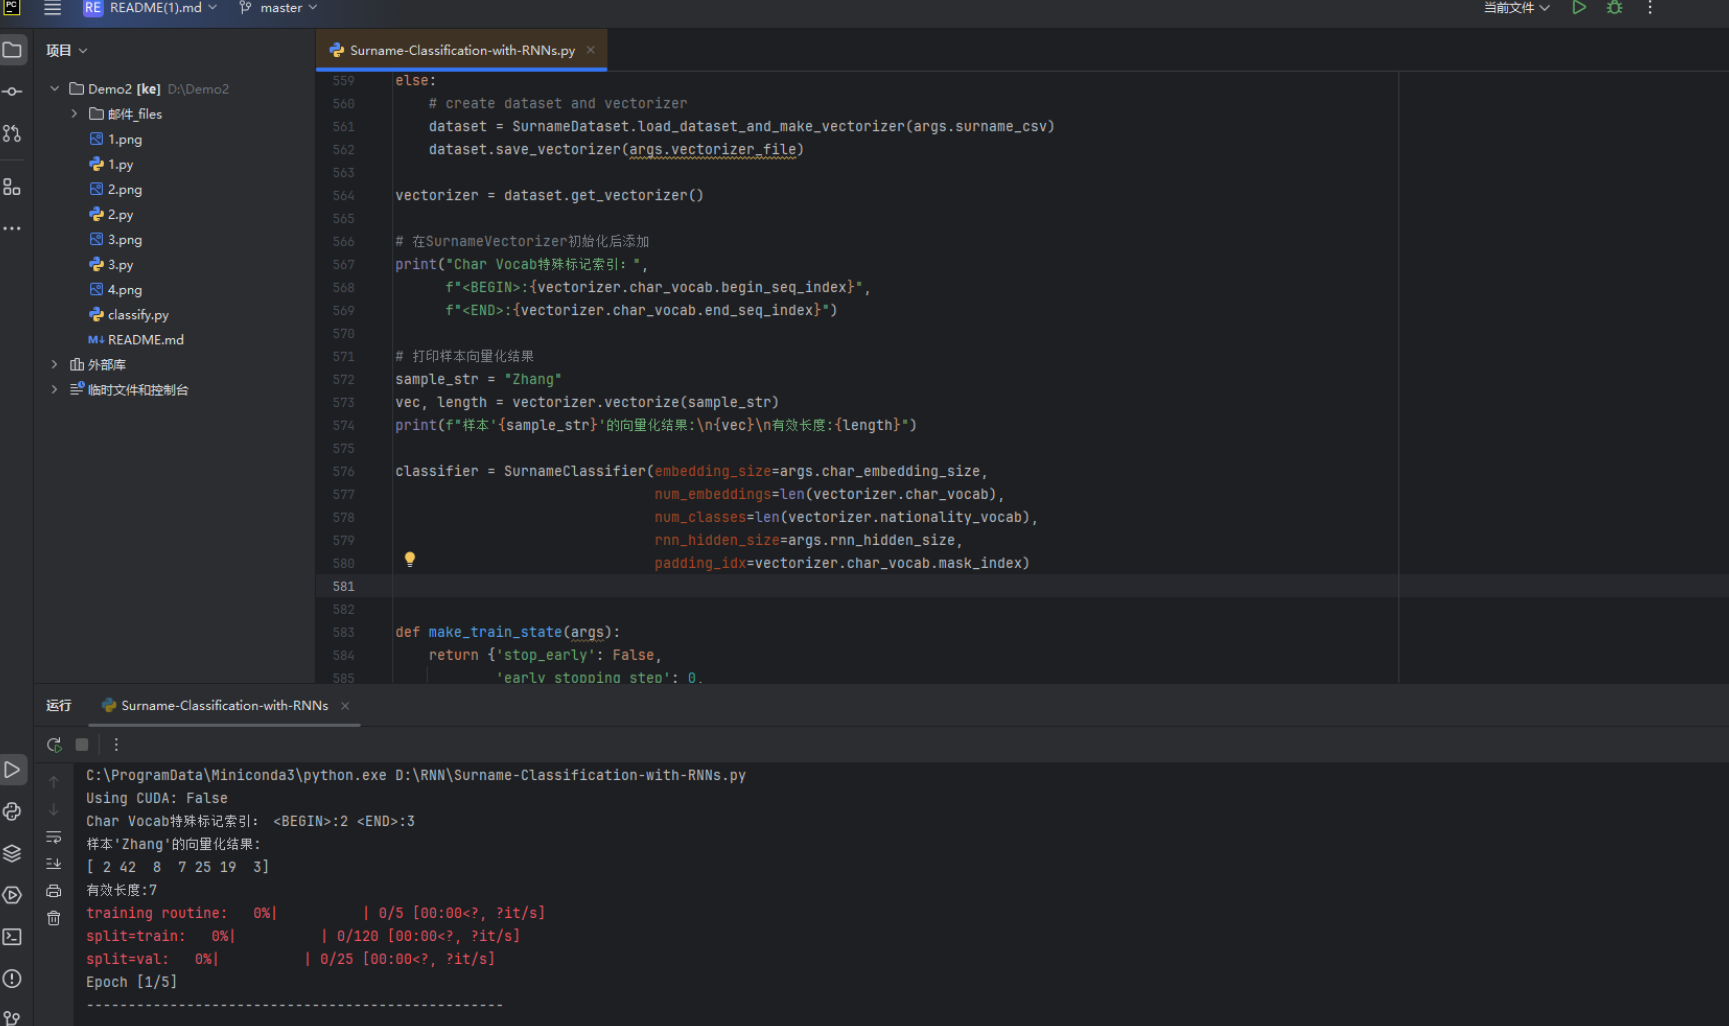 PC
RE README(1).md
master
当前文件
项目
Surname-Classification-with-RNNs.py
Demo2 [ke] D:\Demo2
邮件_files
1.png
1.py
2.png
2.py
3.png
3.py
4.png
classify.py
M↓ README.md
外部库
临时文件和控制台
559 else:
560     # create dataset and vectorizer
561     dataset = SurnameDataset.load_dataset_and_make_vectorizer(args.surname_csv)
562     dataset.save_vectorizer(args.vectorizer_file)
563
564 vectorizer = dataset.get_vectorizer()
565
566 # 在SurnameVectorizer初始化后添加
567 print("Char Vocab特殊标记索引：",
568       f"<BEGIN>:{vectorizer.char_vocab.begin_seq_index}",
569       f"<END>:{vectorizer.char_vocab.end_seq_index}")
570
571 # 打印样本向量化结果
572 sample_str = "Zhang"
573 vec, length = vectorizer.vectorize(sample_str)
574 print(f"样本'{sample_str}'的向量化结果:\n{vec}\n有效长度:{length}")
575
576 classifier = SurnameClassifier(embedding_size=args.char_embedding_size,
577                                num_embeddings=len(vectorizer.char_vocab),
578                                num_classes=len(vectorizer.nationality_vocab),
579                                rnn_hidden_size=args.rnn_hidden_size,
580                                padding_idx=vectorizer.char_vocab.mask_index)
581
582
583 def make_train_state(args):
584     return {'stop_early': False,
585             'early_stopping_step': 0,
运行
Surname-Classification-with-RNNs
C:\ProgramData\Miniconda3\python.exe D:\RNN\Surname-Classification-with-RNNs.py
Using CUDA: False
Char Vocab特殊标记索引： <BEGIN>:2 <END>:3
样本'Zhang'的向量化结果:
[ 2 42  8  7 25 19  3]
有效长度:7
training routine:   0%|          | 0/5 [00:00<?, ?it/s]
split=train:   0%|          | 0/120 [00:00<?, ?it/s]
split=val:   0%|          | 0/25 [00:00<?, ?it/s]
Epoch [1/5]
--------------------------------------------------